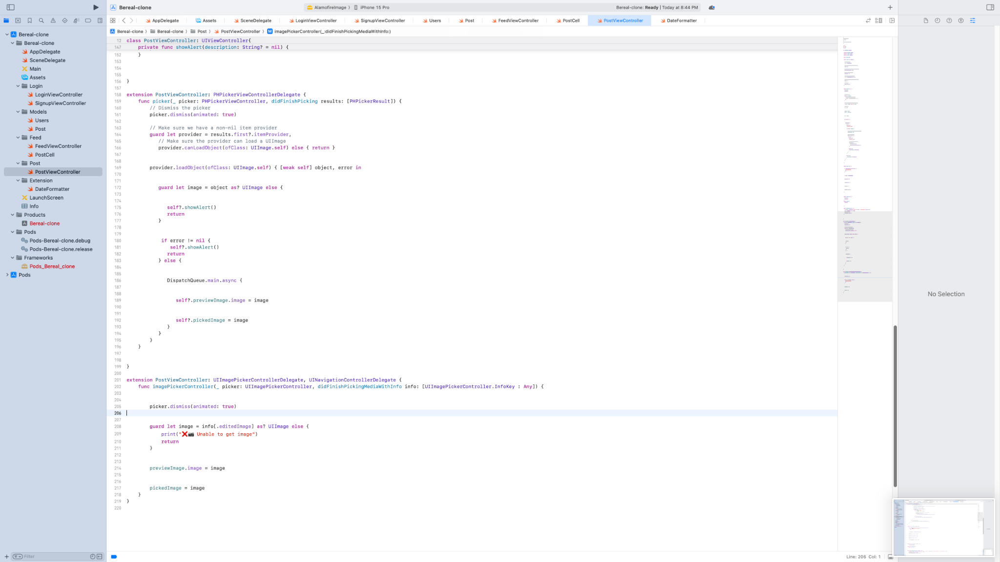 Bereal-clone
AlamofireImage 〉 iPhone 15 Pro
Bereal-clone: Ready | Today at 8:44 PM
AppDelegate
Assets
SceneDelegate
LoginViewController
SignupViewController
Users
Post
FeedViewController
PostCell
PostViewController
DateFormatter
Bereal-clone 〉 Bereal-clone 〉 Post 〉 PostViewController 〉 M imagePickerController(_:didFinishPickingMediaWithInfo:)
Bereal-clone
Bereal-clone
AppDelegate
SceneDelegate
Main
Assets
Login
LoginViewController
SignupViewController
Models
Users
Post
Feed
FeedViewController
PostCell
Post
PostViewController
Extension
DateFormatter
LaunchScreen
Info
Products
Bereal-clone
Pods
Pods-Bereal-clone.debug
Pods-Bereal-clone.release
Frameworks
Pods_Bereal_clone
Pods
Filter
12 class PostViewController: UIViewController{
147 private func showAlert(description: String? = nil) {
152 }
153
154
155
156 }
157
158 extension PostViewController: PHPickerViewControllerDelegate {
159 func picker(_ picker: PHPickerViewController, didFinishPicking results: [PHPickerResult]) {
160 // Dismiss the picker
161 picker.dismiss(animated: true)
162
163 // Make sure we have a non-nil item provider
164 guard let provider = results.first?.itemProvider,
165 // Make sure the provider can load a UIImage
166 provider.canLoadObject(ofClass: UIImage.self) else { return }
167
168
169 provider.loadObject(ofClass: UIImage.self) { [weak self] object, error in
170
171
172 guard let image = object as? UIImage else {
173
174
175 self?.showAlert()
176 return
177 }
178
179
180 if error != nil {
181 self?.showAlert()
182 return
183 } else {
184
185
186 DispatchQueue.main.async {
187
188
189 self?.previewImage.image = image
190
191
192 self?.pickedImage = image
193 }
194 }
195 }
196 }
197
198
199 }
200
201 extension PostViewController: UIImagePickerControllerDelegate, UINavigationControllerDelegate {
202 func imagePickerController(_ picker: UIImagePickerController, didFinishPickingMediaWithInfo info: [UIImagePickerController.InfoKey : Any]) {
203
204
205 picker.dismiss(animated: true)
206
207
208 guard let image = info[.editedImage] as? UIImage else {
209 print("❌📷 Unable to get image")
210 return
211 }
212
213
214 previewImage.image = image
215
216
217 pickedImage = image
218 }
219 }
220
No Selection
Line: 206 Col: 1